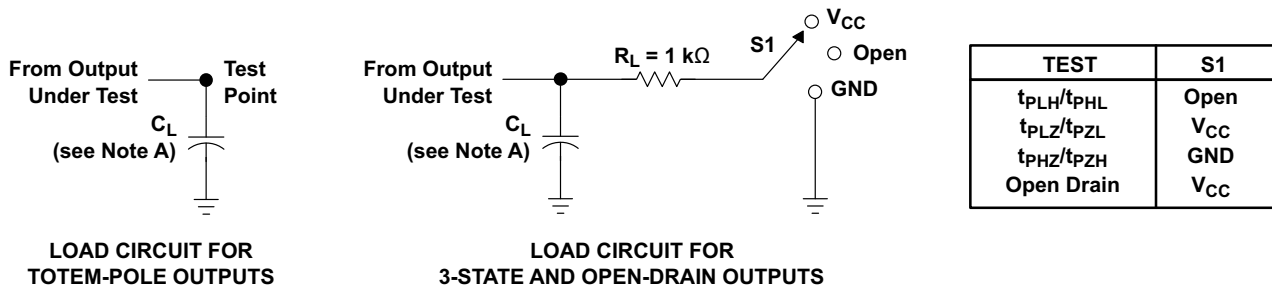 From Output
Under Test
Test
Point
C_L
(see Note A)
LOAD CIRCUIT FOR
TOTEM-POLE OUTPUTS
From Output
Under Test
R_L = 1 kΩ
S1
V_CC
Open
GND
C_L
(see Note A)
LOAD CIRCUIT FOR
3-STATE AND OPEN-DRAIN OUTPUTS
TEST S1
t_PLH/t_PHL Open
t_PLZ/t_PZL V_CC
t_PHZ/t_PZH GND
Open Drain V_CC